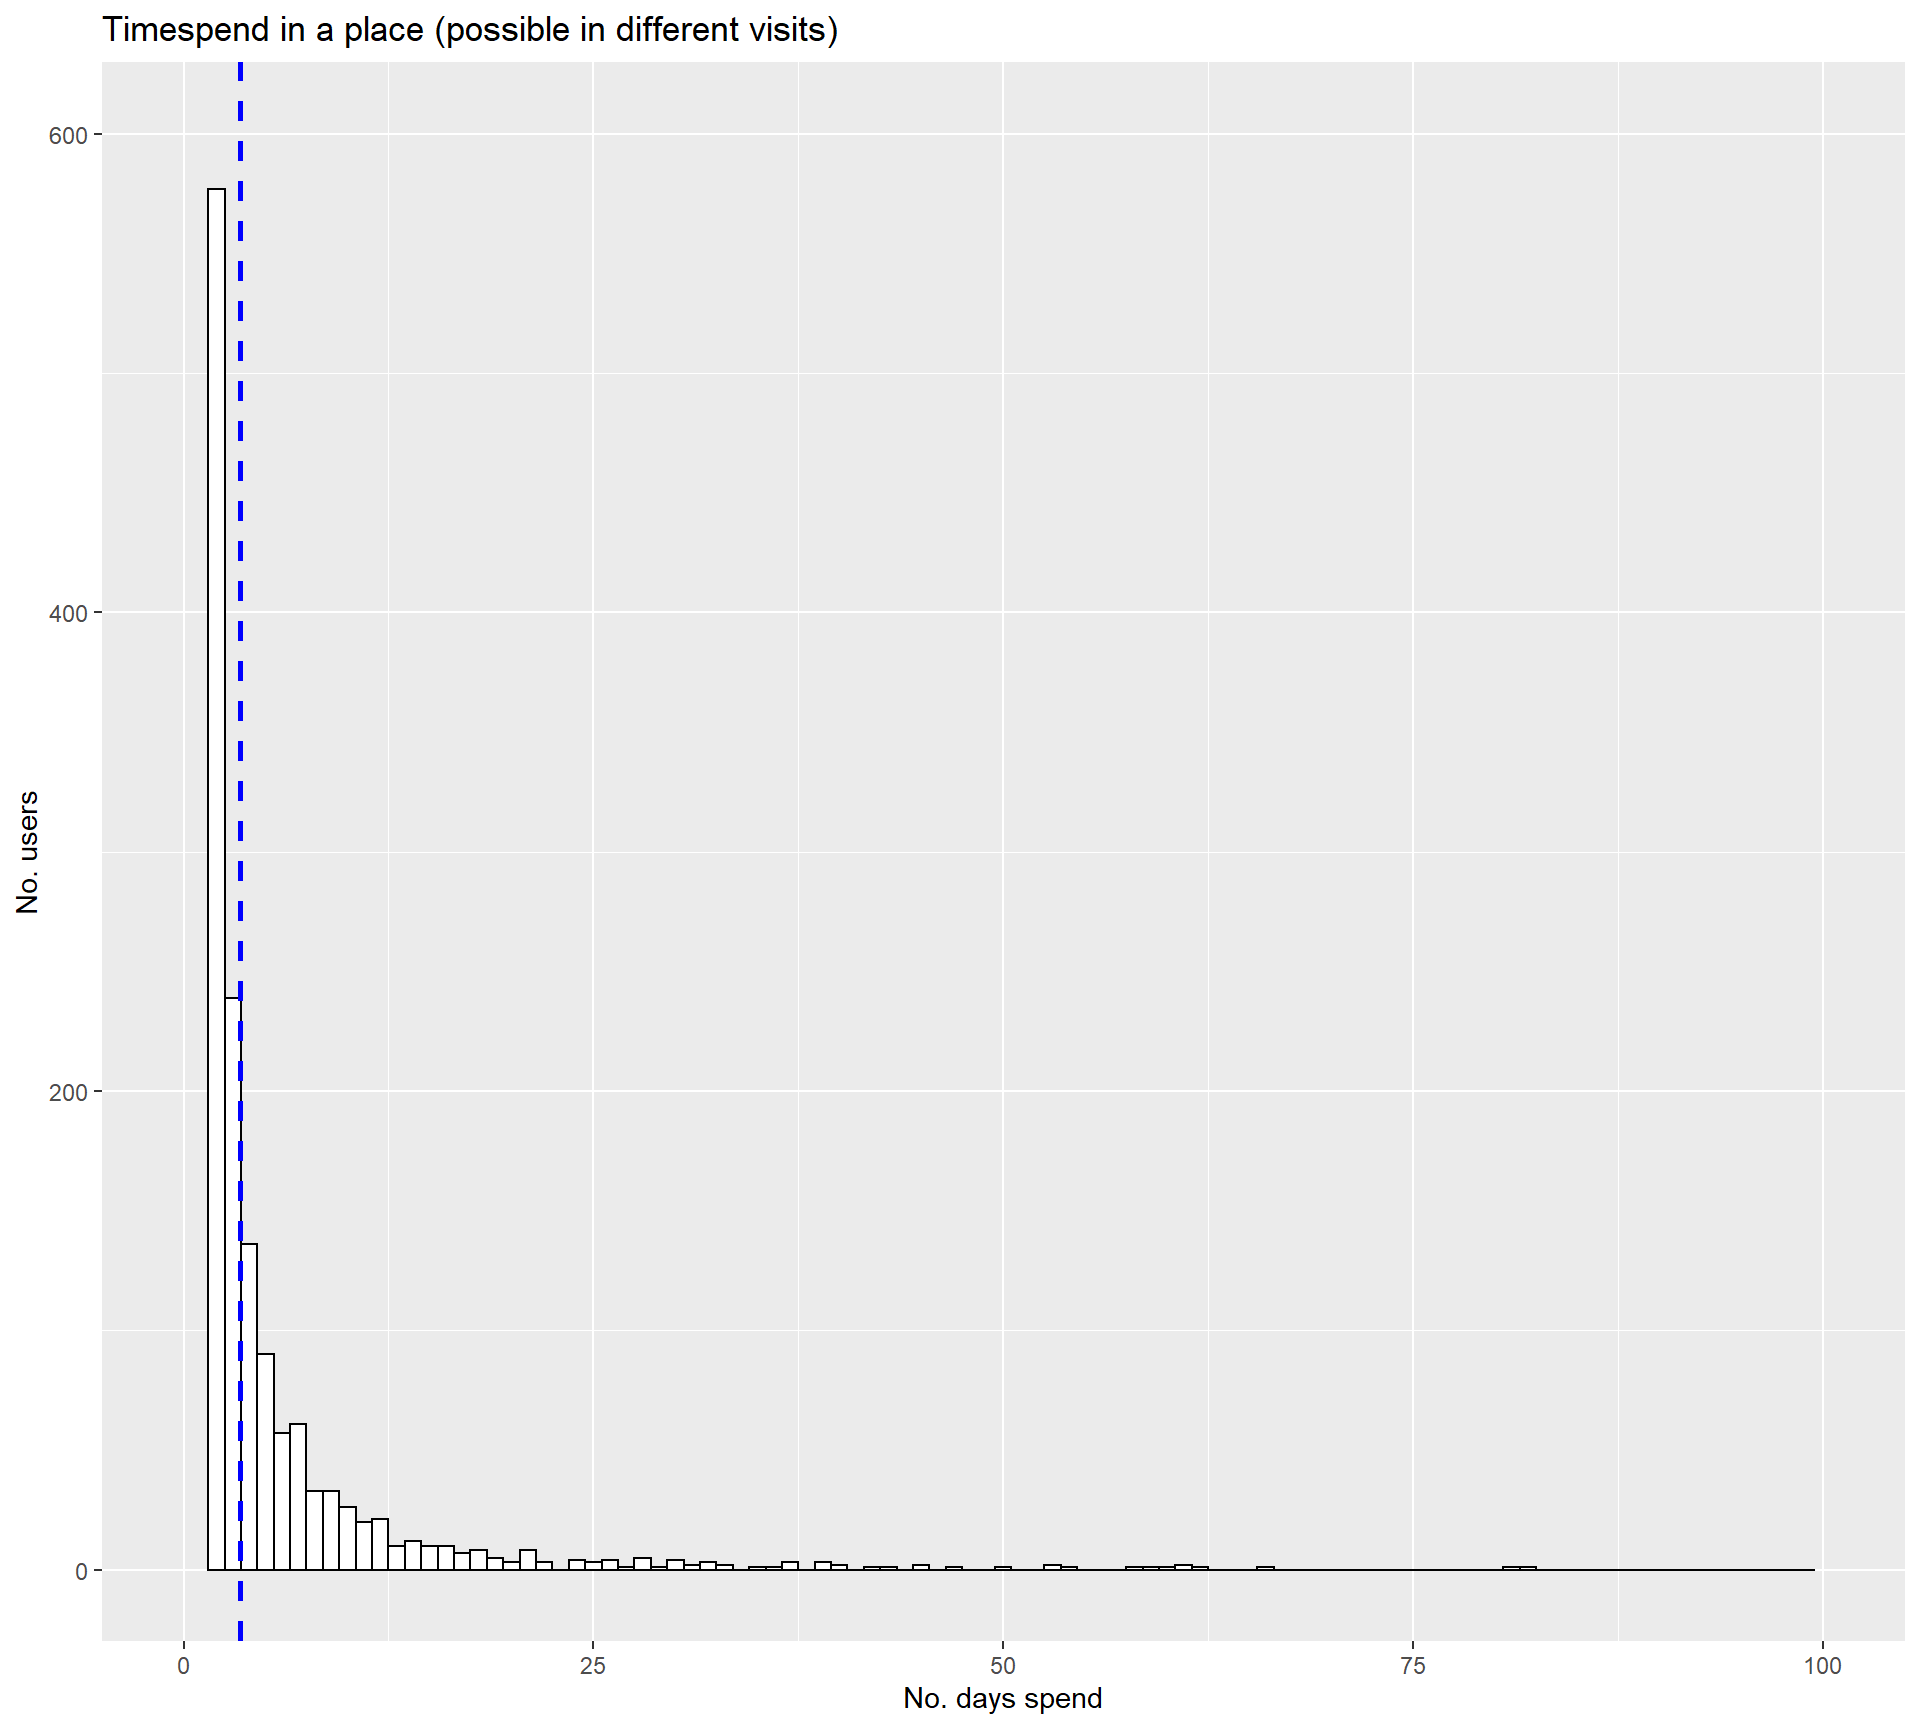 Timespend in a place (possible in different visits)
600
400
200
0
No. users
0 25 50 75 100
No. days spend